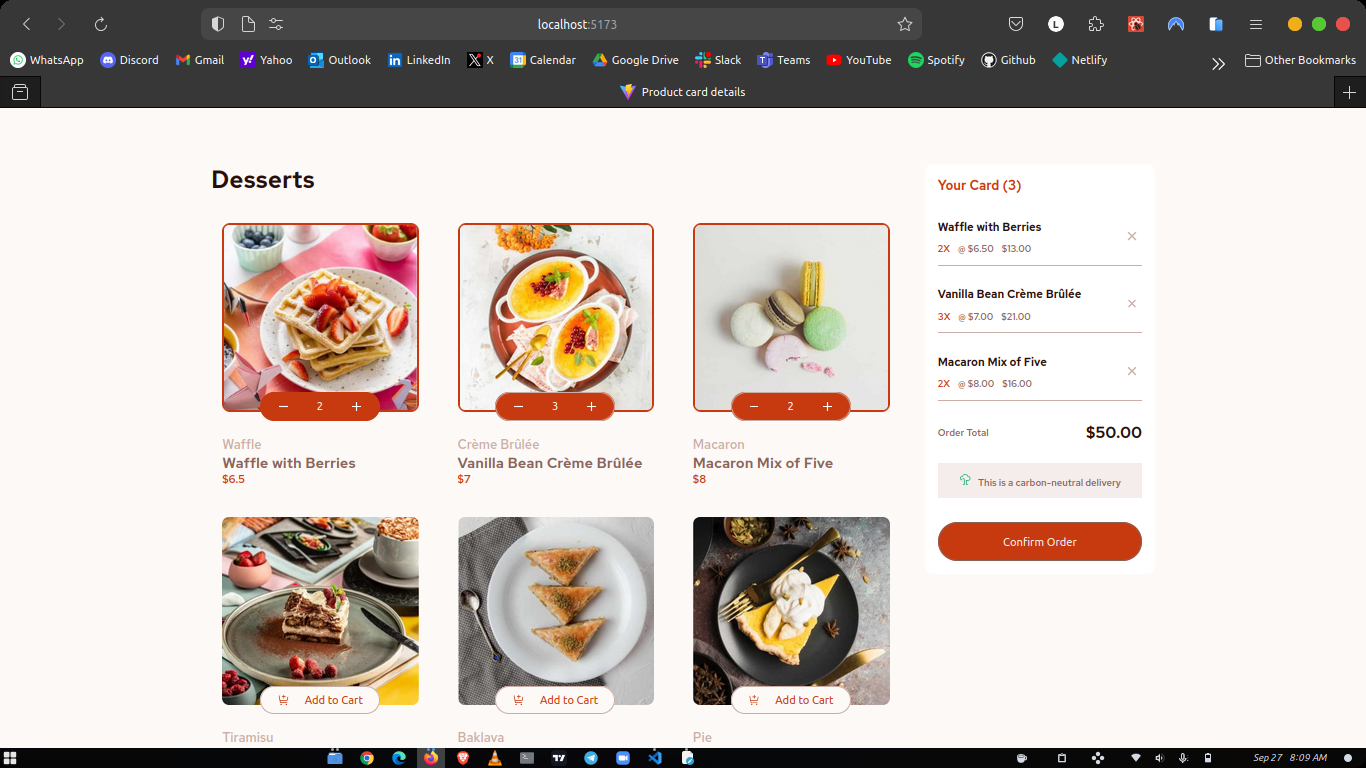 localhost:5173
L
WhatsApp
Discord
Gmail
Yahoo
Outlook
LinkedIn
X
Calendar
Google Drive
Slack
Teams
YouTube
Spotify
Github
Netlify
Other Bookmarks
Product card details
Desserts
2
Waffle
Waffle with Berries
$6.5
3
Crème Brûlée
Vanilla Bean Crème Brûlée
$7
2
Macaron
Macaron Mix of Five
$8
Add to Cart
Tiramisu
Add to Cart
Baklava
Add to Cart
Pie
Your Card (3)
Waffle with Berries
2X @ $6.50 $13.00
Vanilla Bean Crème Brûlée
3X @ $7.00 $21.00
Macaron Mix of Five
2X @ $8.00 $16.00
Order Total $50.00
This is a carbon-neutral delivery
Confirm Order
Sep 27 8:09 AM